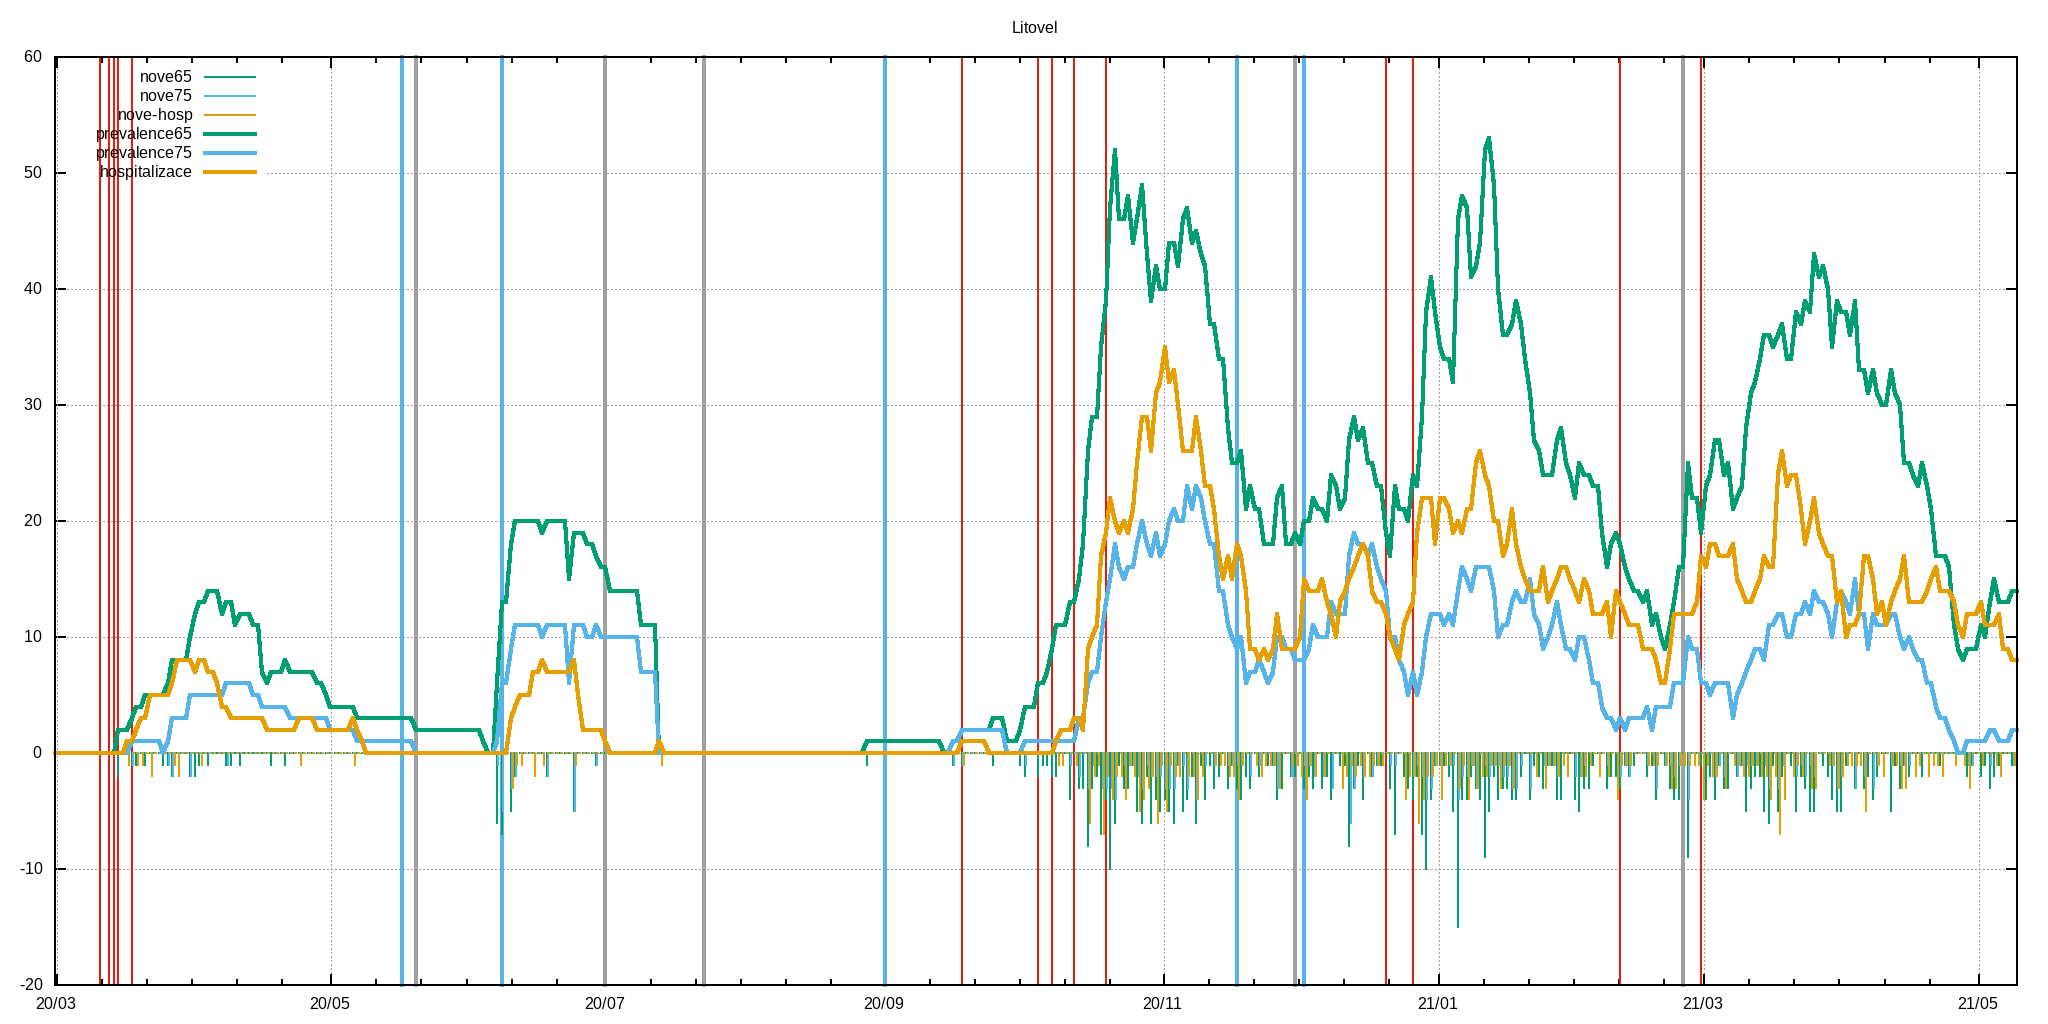 Litovel
60
50
40
30
20
10
0
-10
-20
nove65
nove75
nove-hosp
prevalence65
prevalence75
hospitalizace
20/03 20/05 20/07 20/09 20/11 21/01 21/03 21/05